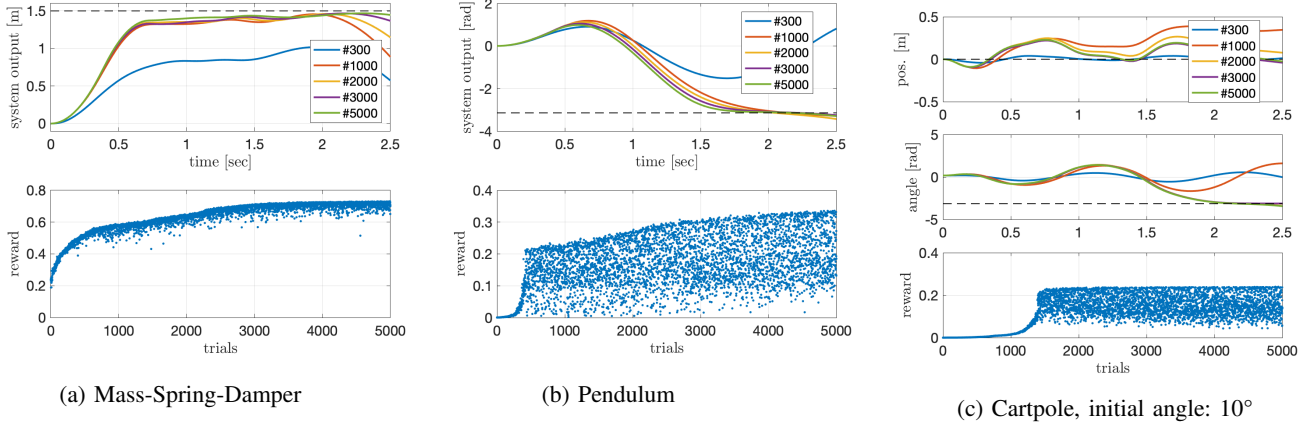 system output [m]
1.5
1
0.5
0
#300
#1000
#2000
#3000
#5000
0 0.5 1 1.5 2 2.5
time [sec]
reward
0.8
0.6
0.4
0.2
0
0 1000 2000 3000 4000 5000
trials
(a) Mass-Spring-Damper
system output [rad]
2
0
-2
-4
#300
#1000
#2000
#3000
#5000
0 0.5 1 1.5 2 2.5
time [sec]
reward
0.4
0.3
0.2
0.1
0
0 1000 2000 3000 4000 5000
trials
(b) Pendulum
pos. [m]
0.5
0
-0.5
#300
#1000
#2000
#3000
#5000
0 0.5 1 1.5 2 2.5
angle [rad]
5
0
-5
0 0.5 1 1.5 2 2.5
reward
0.4
0.2
0
0 1000 2000 3000 4000 5000
trials
(c) Cartpole, initial angle: 10°